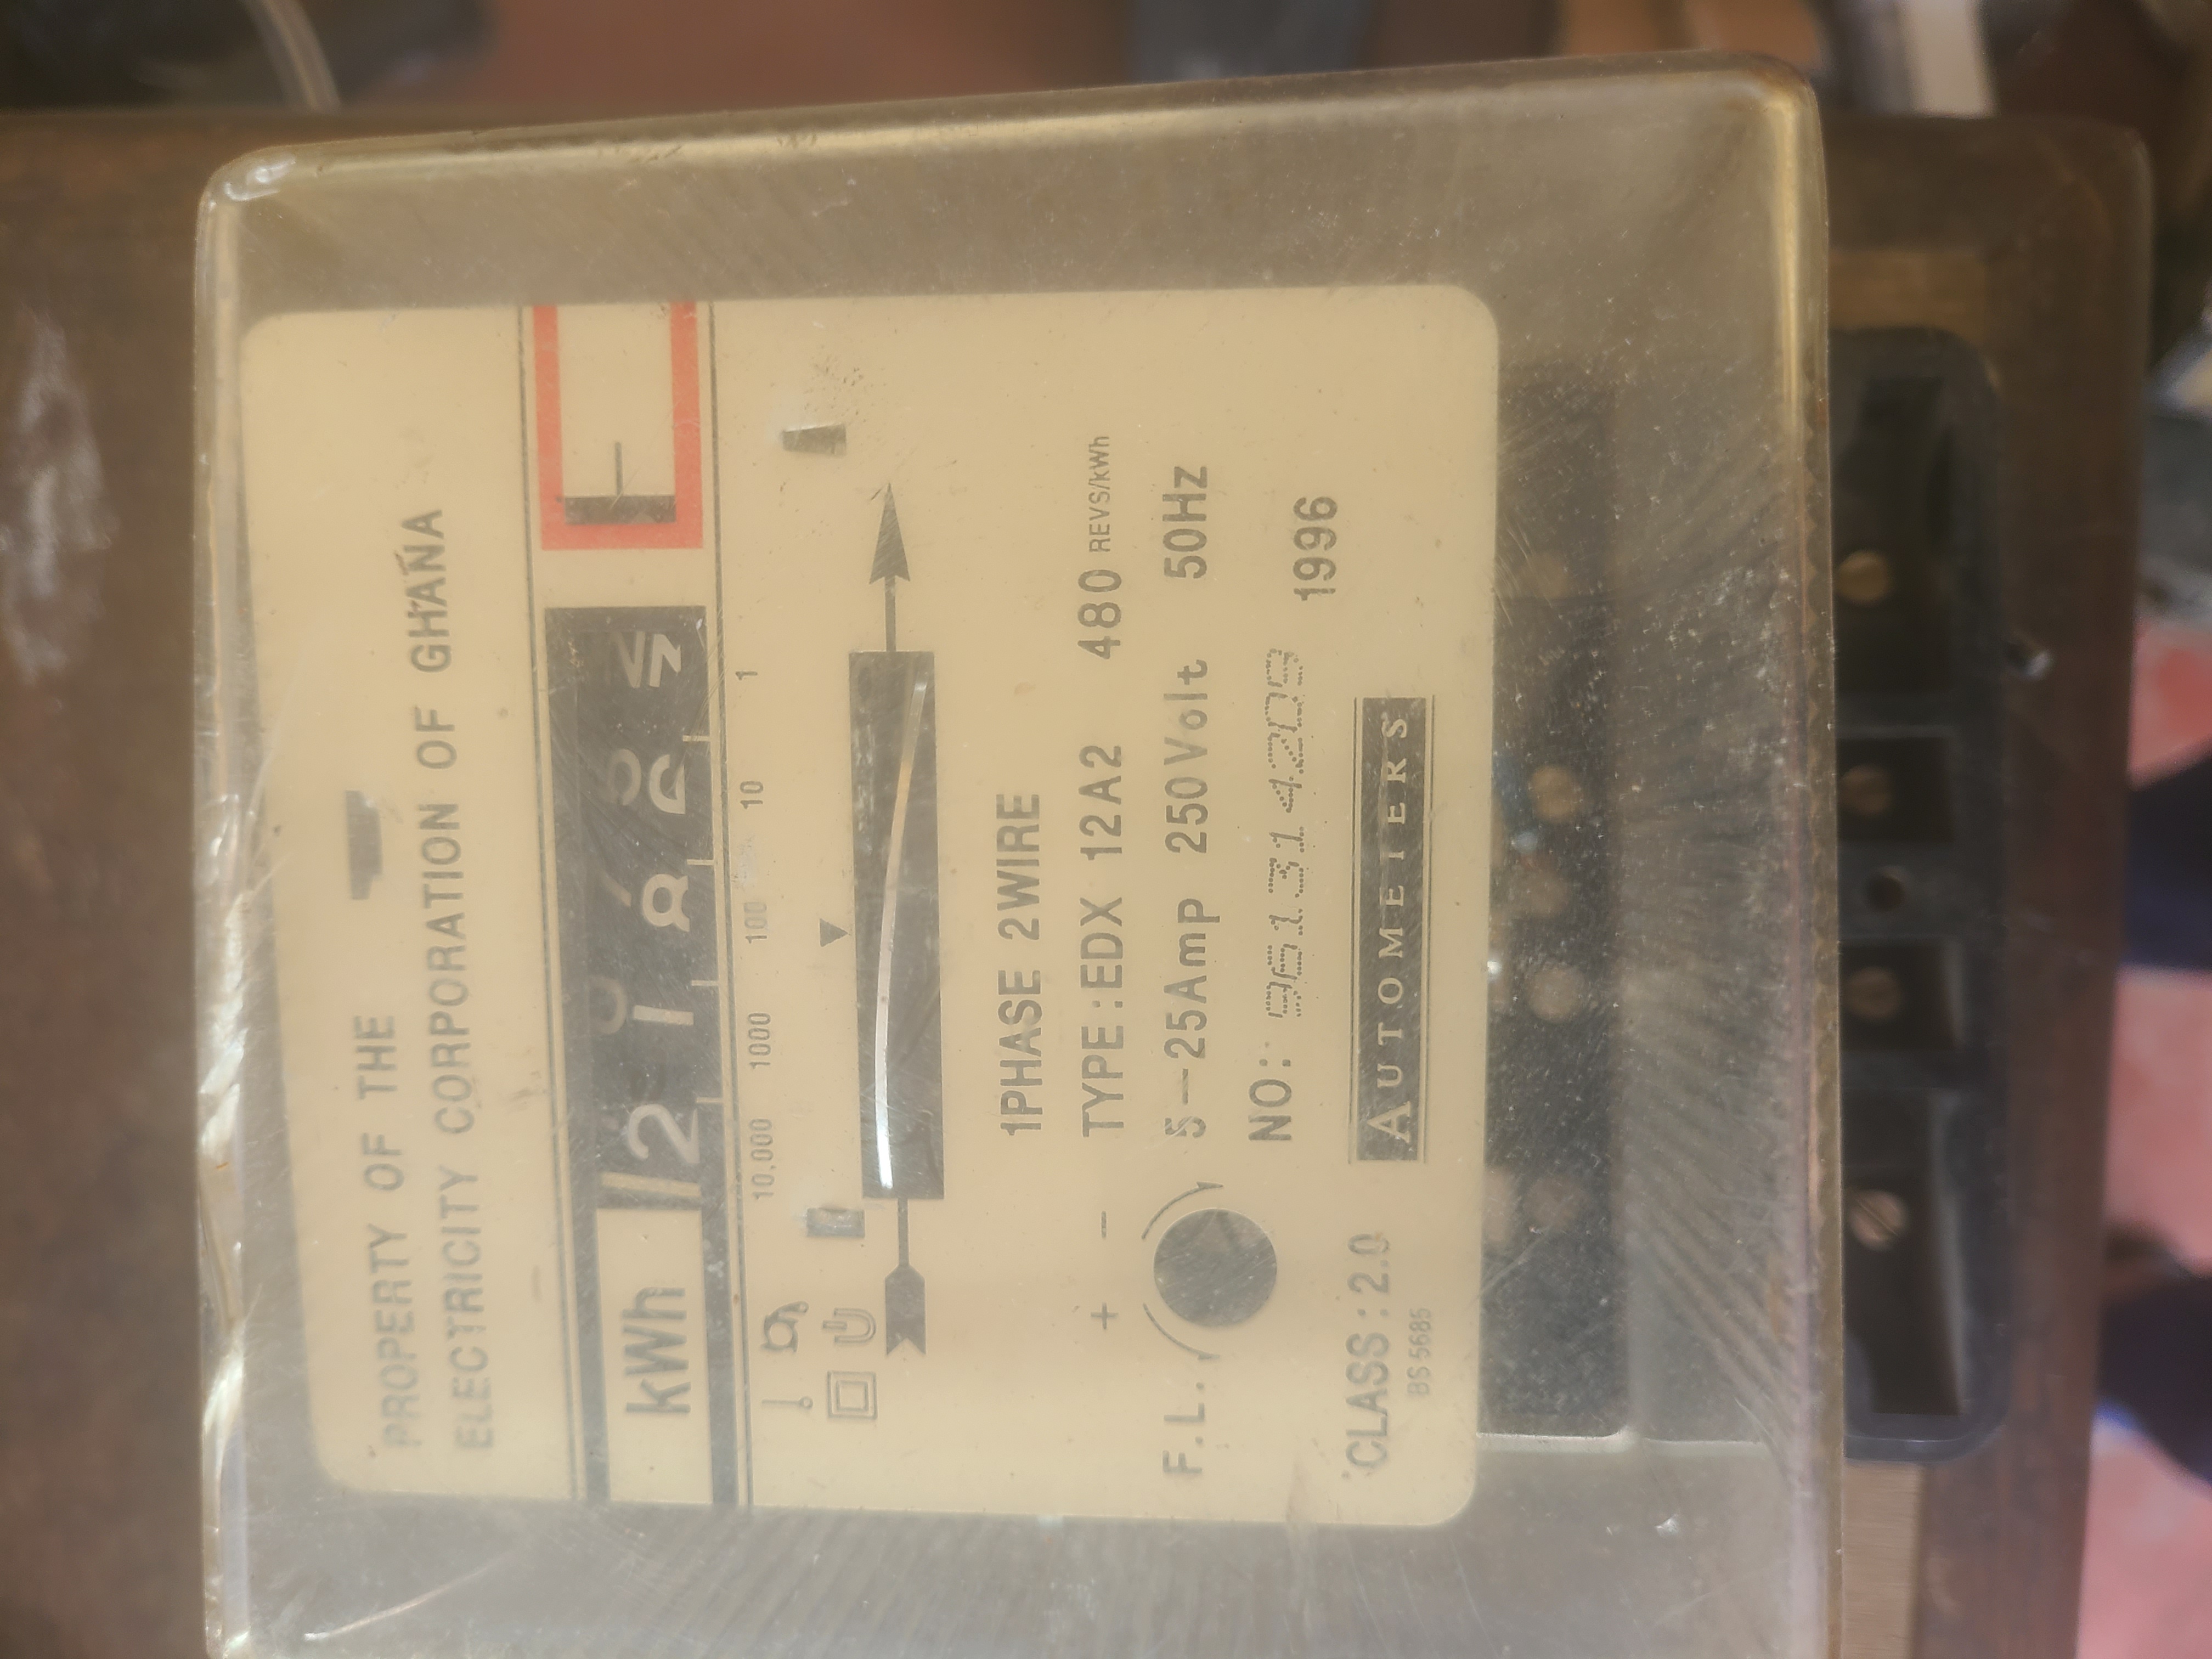 PROPERTY OF THE
ELECTRICITY CORPORATION OF GHANA
kWh
10,000 1000 100 10 1
1PHASE 2WIRE
+ - TYPE:EDX 12A2 480 REVS/kWh
F.L. 5-25Amp 250Volt 50Hz
NO: 961314209 1996
CLASS: 2.0 AUTOMETERS
BS 5685